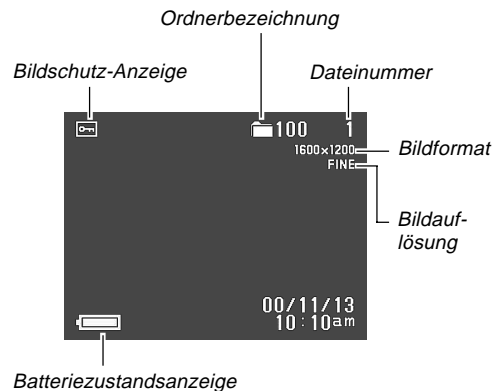 Ordnerbezeichnung
Bildschutz-Anzeige
Dateinummer
100 1
1600×1200
FINE
Bildformat
Bildauf-
lösung
00/11/13
10:10am
Batteriezustandsanzeige